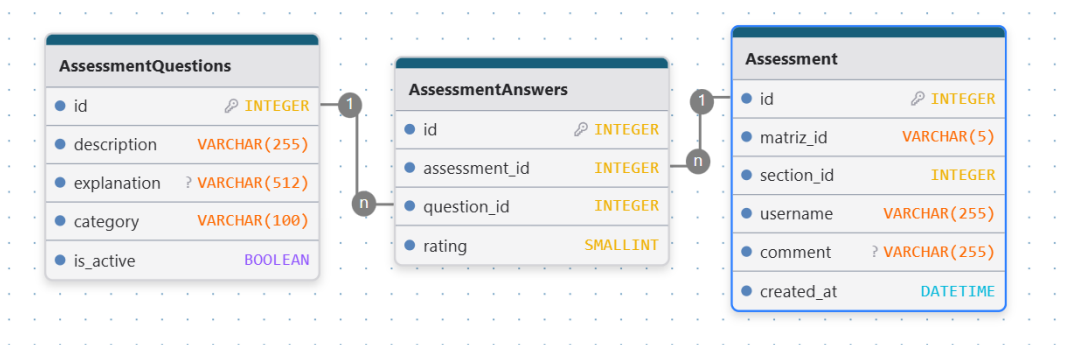 AssessmentQuestions
id INTEGER
description VARCHAR(255)
explanation ? VARCHAR(512)
category VARCHAR(100)
is_active BOOLEAN
1
n
AssessmentAnswers
id INTEGER
assessment_id INTEGER
question_id INTEGER
rating SMALLINT
1
n
Assessment
id INTEGER
matriz_id VARCHAR(5)
section_id INTEGER
username VARCHAR(255)
comment ? VARCHAR(255)
created_at DATETIME